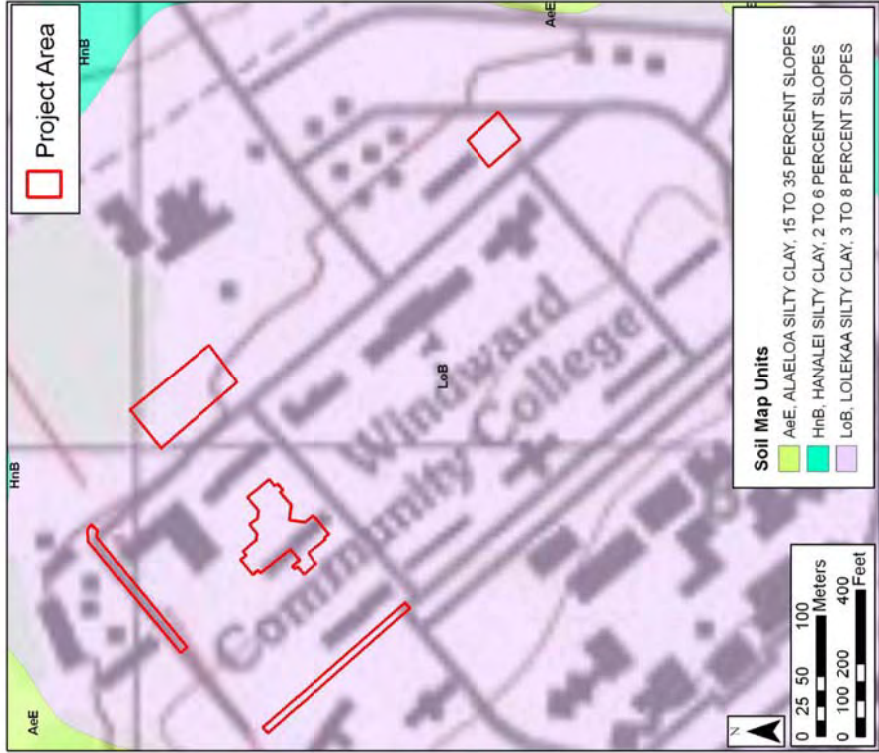 HnB
AeE
E
Project Area
HnB
AeE
LoB
Windward
Community College
Soil Map Units
AeE, ALAELOA SILTY CLAY, 15 TO 35 PERCENT SLOPES
HnB, HANALEI SILTY CLAY, 2 TO 6 PERCENT SLOPES
LoB, LOLEKAA SILTY CLAY, 3 TO 8 PERCENT SLOPES
N
0 25 50 100
Meters
0 100 200 400
Feet